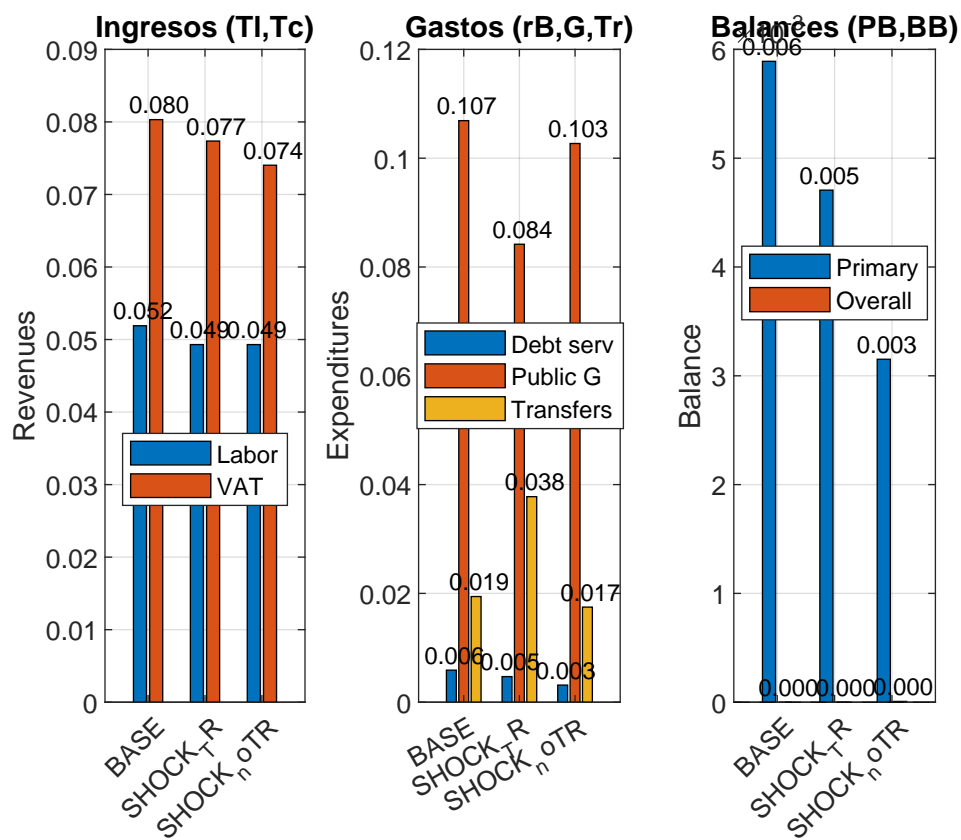 Ingresos (Tl,Tc)
0.09
0.08
0.07
0.06
0.05
0.04
0.03
0.02
0.01
0
Revenues
0.080
0.077
0.074
0.052
0.049
0.049
Labor
VAT
BASE
SHOCK_TR
SHOCK_noTR
Gastos (rB,G,Tr)
0.12
0.1
0.08
0.06
0.04
0.02
0
Expenditures
0.107
0.103
0.084
Debt serv
Public G
Transfers
0.038
0.019
0.017
0.006
0.005
0.003
BASE
SHOCK_TR
SHOCK_noTR
Balances (PB,BB)
× 10^-3
6
5
4
3
2
1
0
Balance
0.006
0.005
Primary
Overall
0.003
0.000
0.000
0.000
BASE
SHOCK_TR
SHOCK_noTR